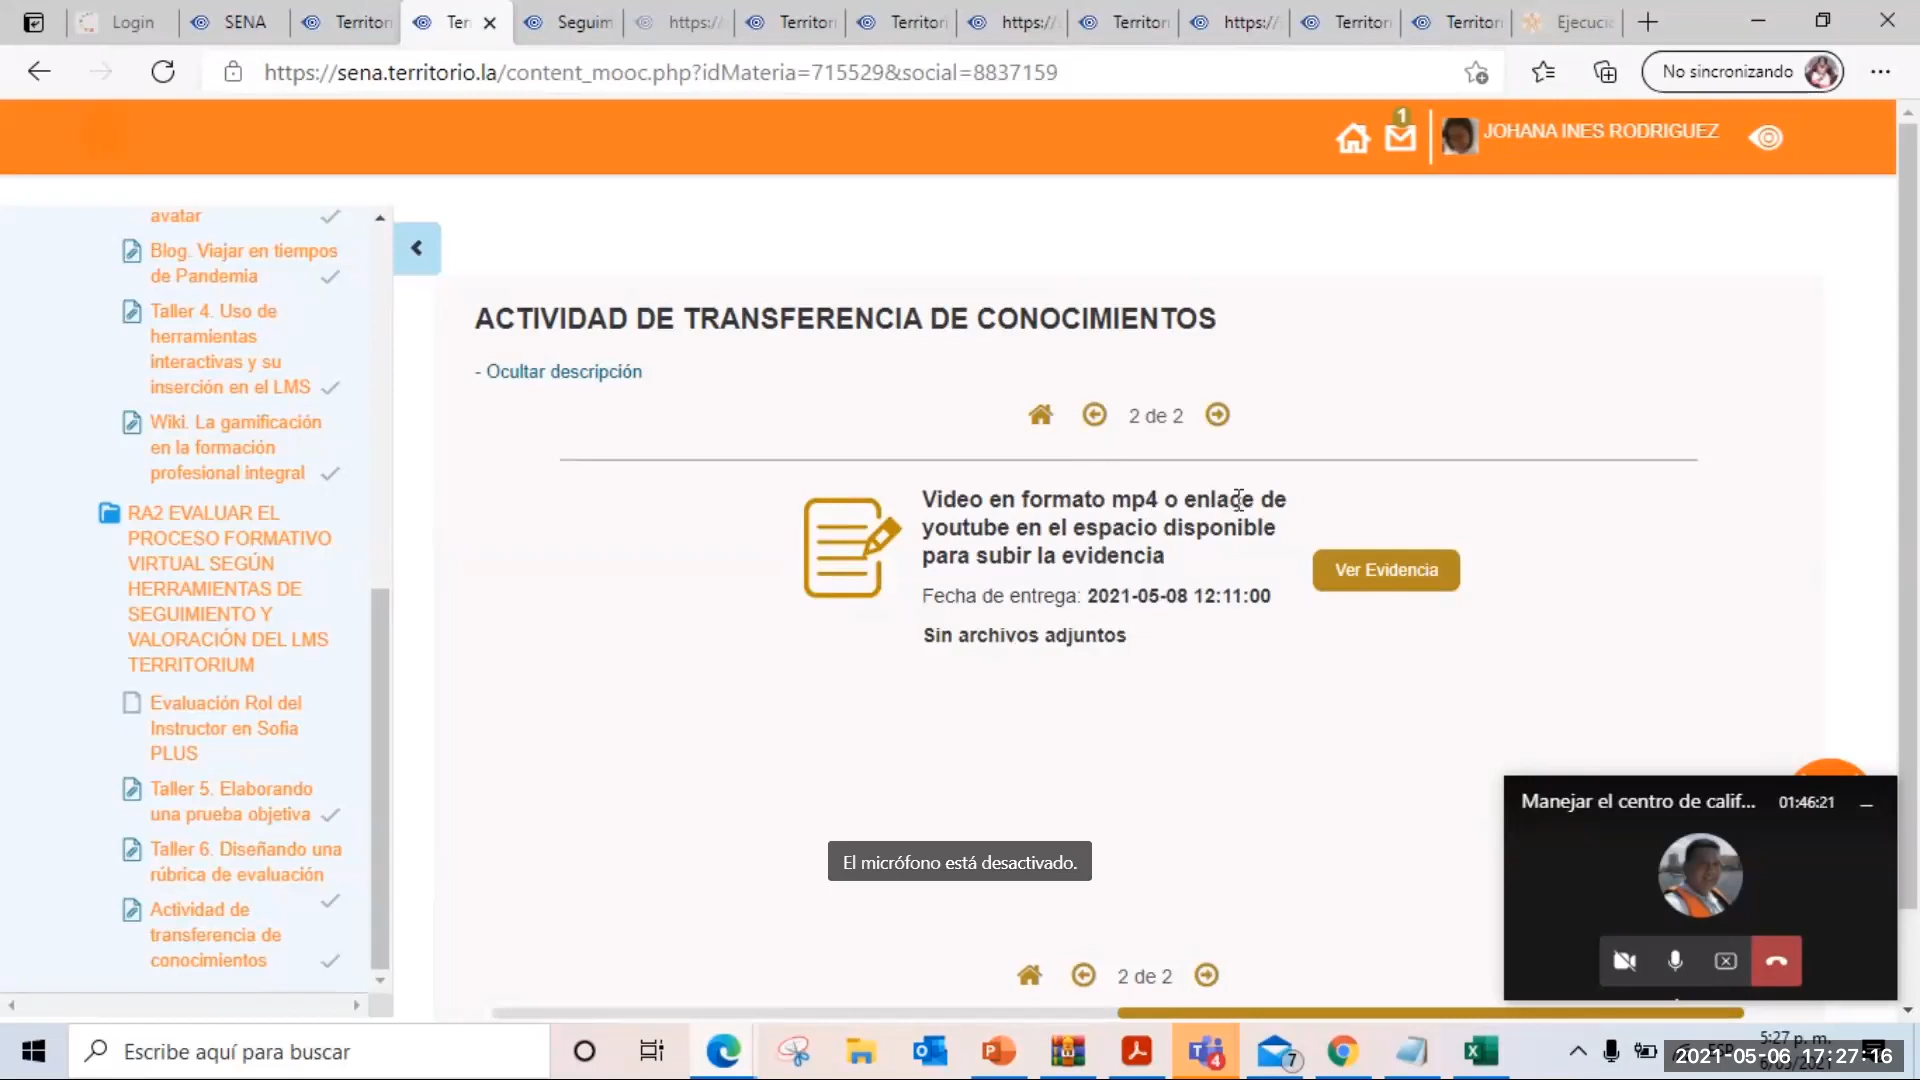 Login
SENA
Territori
Ter
Seguim
https://
Territori
Territori
https://
Territori
https://
Territori
Territori
Ejecució
https://sena.territorio.la/content_mooc.php?idMateria=715529&social=8837159
No sincronizando
1
JOHANA INES RODRIGUEZ
avatar
Blog. Viajar en tiempos
de Pandemia
Taller 4. Uso de
herramientas
interactivas y su
inserción en el LMS
Wiki. La gamificación
en la formación
profesional integral
RA2 EVALUAR EL
PROCESO FORMATIVO
VIRTUAL SEGÚN
HERRAMIENTAS DE
SEGUIMIENTO Y
VALORACIÓN DEL LMS
TERRITORIUM
Evaluación Rol del
Instructor en Sofia
PLUS
Taller 5. Elaborando
una prueba objetiva
Taller 6. Diseñando una
rúbrica de evaluación
Actividad de
transferencia de
conocimientos
ACTIVIDAD DE TRANSFERENCIA DE CONOCIMIENTOS
- Ocultar descripción
2 de 2
Video en formato mp4 o enlace de
youtube en el espacio disponible
para subir la evidencia
Fecha de entrega: 2021-05-08 12:11:00
Sin archivos adjuntos
Ver Evidencia
El micrófono está desactivado.
2 de 2
Manejar el centro de calif...
01:46:21
Escribe aquí para buscar
4
7
5:27 p. m.
2021-05-06 17:27:16